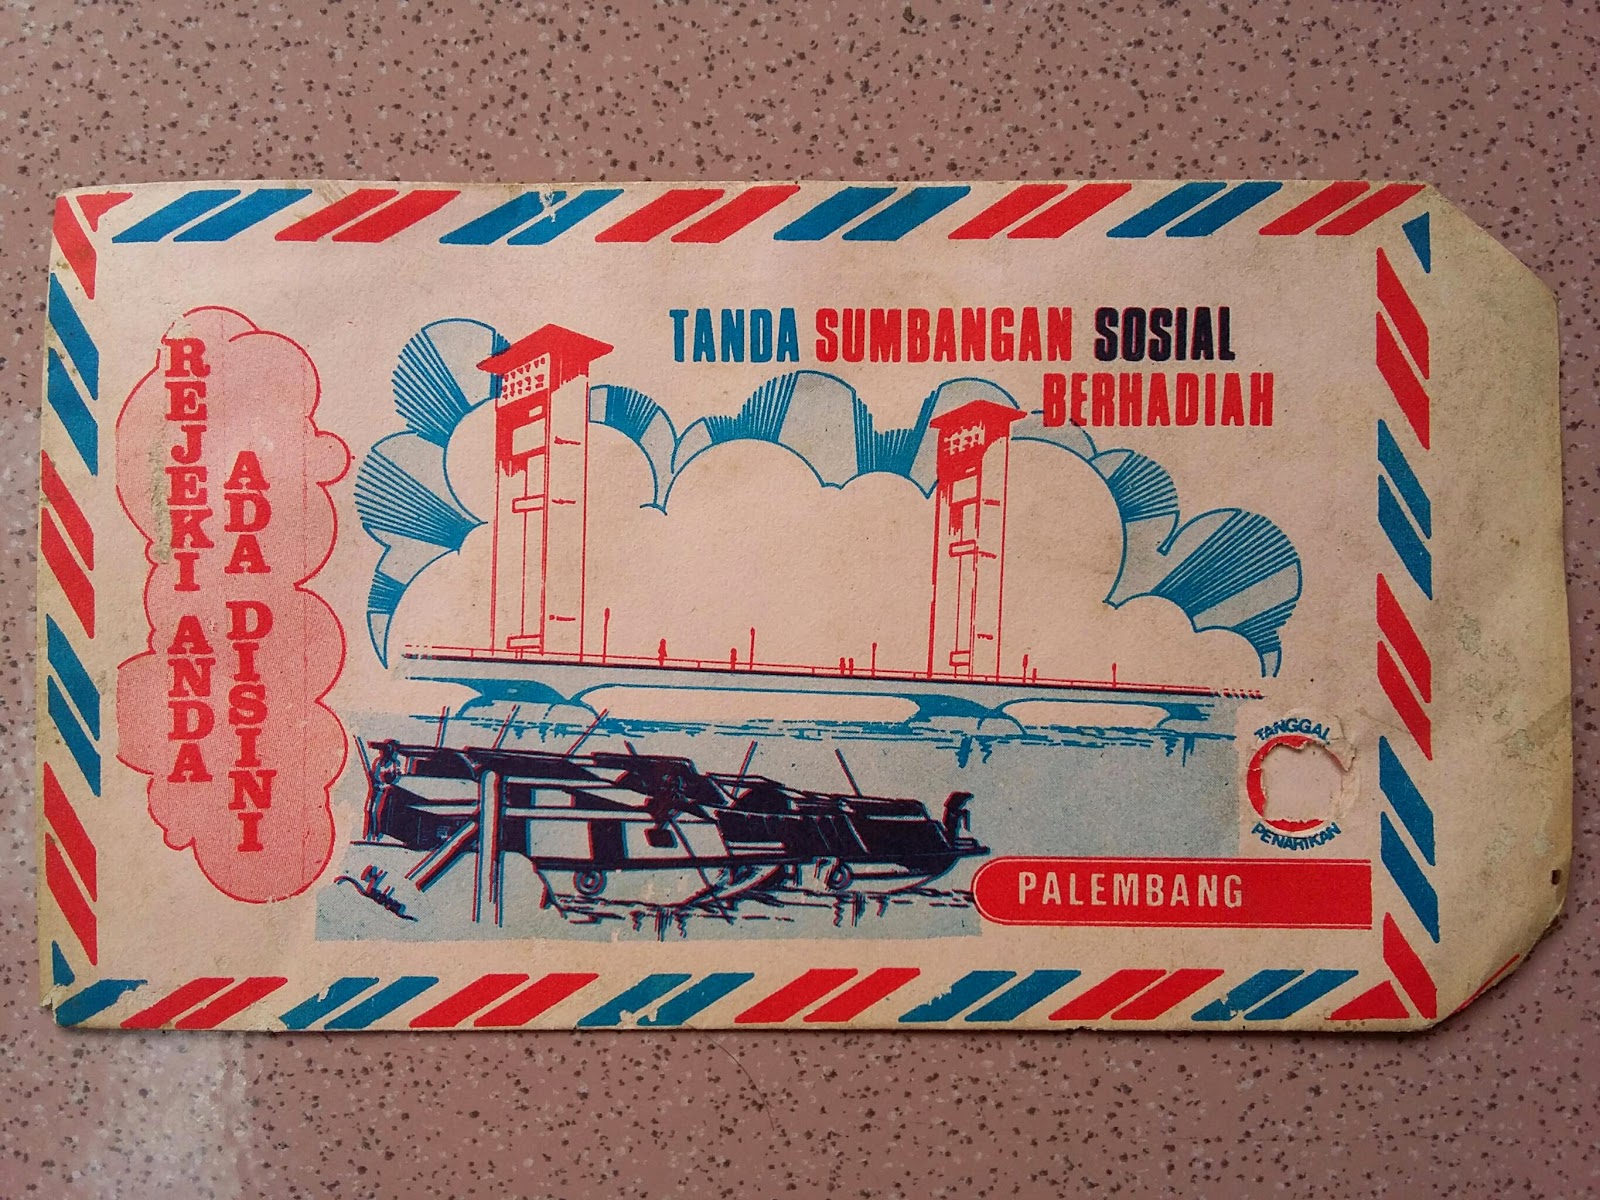 TANDA SUMBANGAN SOSIAL
BERHADIAH
REJEKI ANDA
ADA DISINI
TANGGAL
PENARIKAN
PALEMBANG